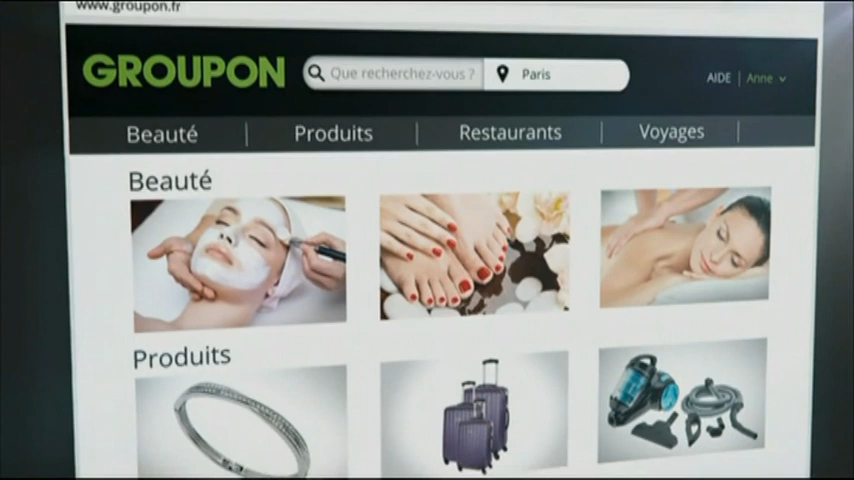 www.groupon.fr
GROUPON
Que recherchez-vous ?
Paris
AIDE
Anne
Beauté
Produits
Restaurants
Voyages
Beauté
Produits